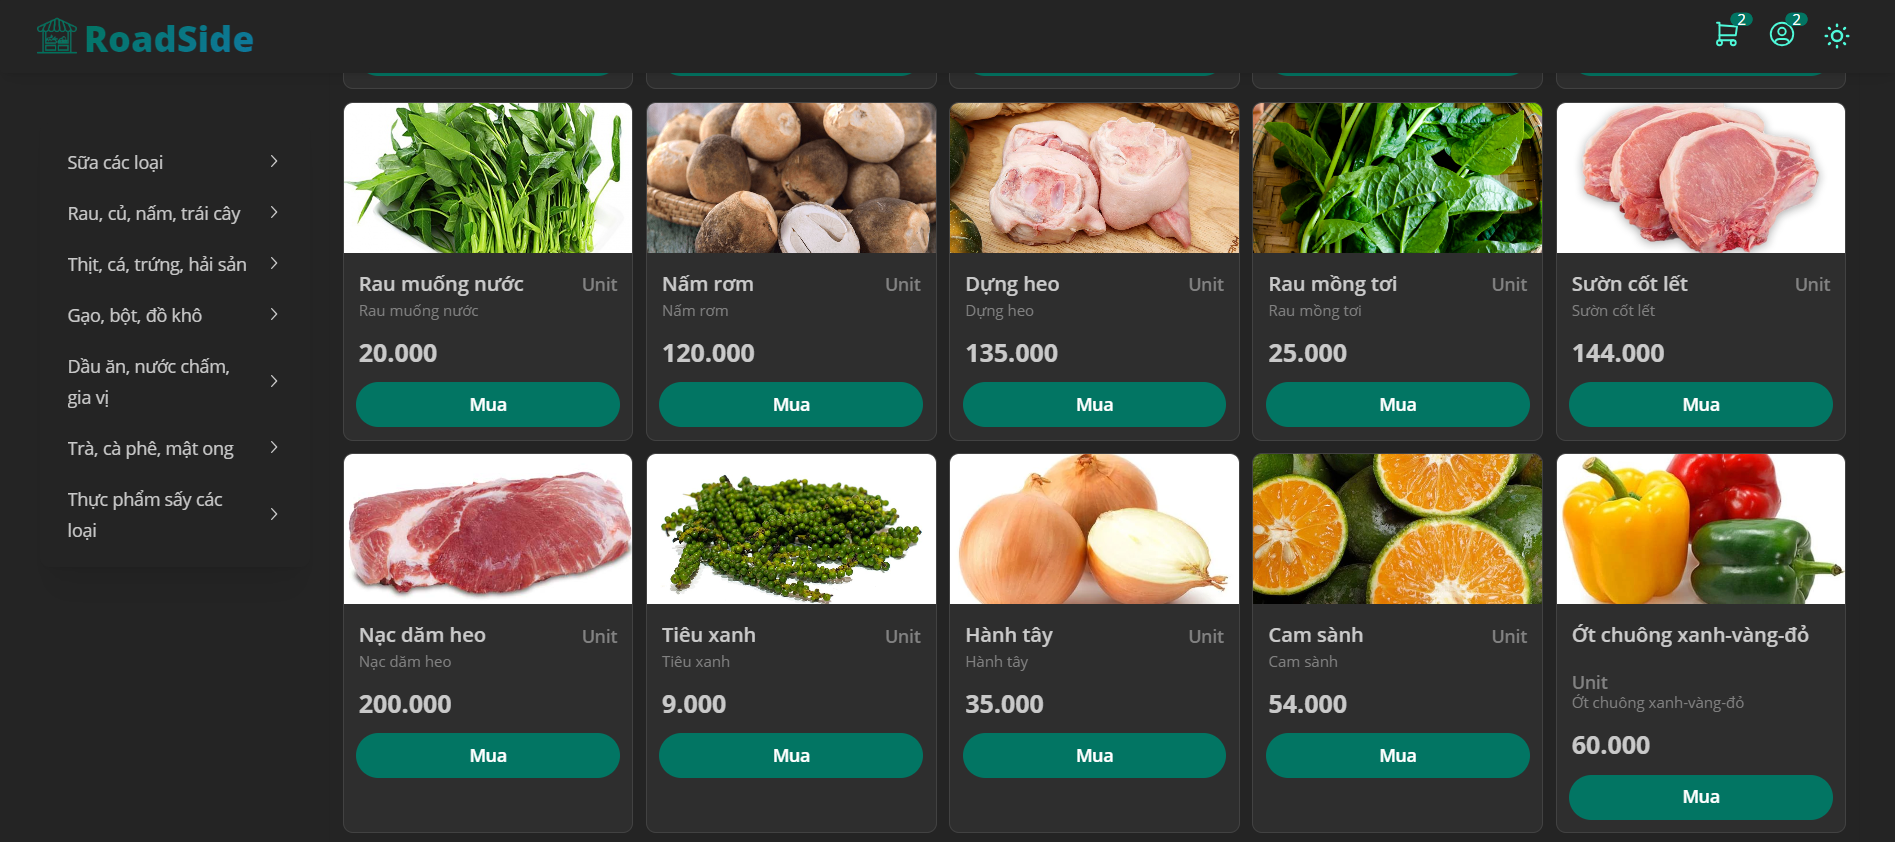 RoadSide
2
2
Sữa các loại
Rau, củ, nấm, trái cây
Thịt, cá, trứng, hải sản
Gạo, bột, đồ khô
Dầu ăn, nước chấm,
gia vị
Trà, cà phê, mật ong
Thực phẩm sấy các
loại
Rau muống nước Unit
Rau muống nước
20.000
Mua
Nấm rơm Unit
Nấm rơm
120.000
Mua
Dựng heo Unit
Dựng heo
135.000
Mua
Rau mồng tơi Unit
Rau mồng tơi
25.000
Mua
Sườn cốt lết Unit
Sườn cốt lết
144.000
Mua
Nạc dăm heo Unit
Nạc dăm heo
200.000
Mua
Tiêu xanh Unit
Tiêu xanh
9.000
Mua
Hành tây Unit
Hành tây
35.000
Mua
Cam sành Unit
Cam sành
54.000
Mua
Ớt chuông xanh-vàng-đỏ
Unit
Ớt chuông xanh-vàng-đỏ
60.000
Mua